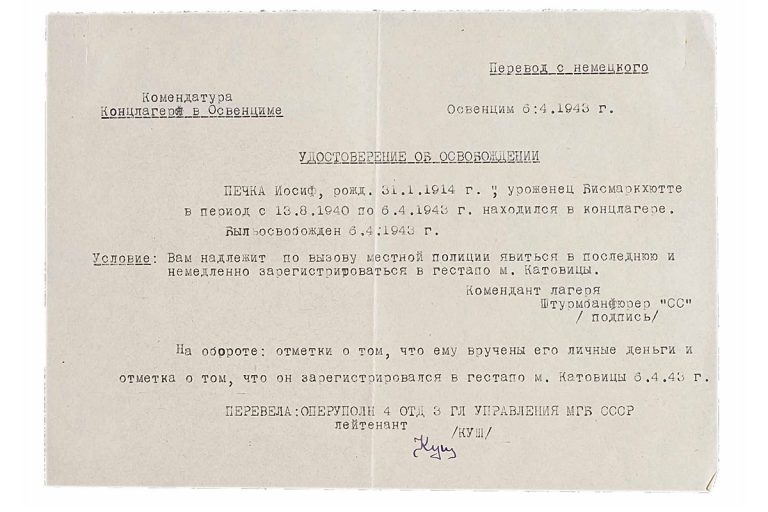 Перевод с немецкого
Комендатура
Концлагеря в Освенциме
Освенцим 6:4.1943 г.
УДОСТОВЕРЕНИЕ ОБ ОСВОБОЖДЕНИИ
ПЕЧКА Иосиф, рожд. 31.1.1914 г. , уроженец Бисмаркхютте
в период с 13.8.1940 по 6.4.1943 г. находился в концлагере.
Был освобожден 6.4.1943 г.
Условие: Вам надлежит по вызову местной полиции явиться в последнюю и
немедленно зарегистрироваться в гестапо м. Катовицы.
Комендант лагеря
Штурмбанфюрер "СС"
/ подпись/
На обороте: отметки о том, что ему вручены его личные деньги и
отметка о том, что он зарегистрировался в гестапо м. Катовицы 6.4.43 г.
ПЕРЕВЕЛА:ОПЕРУПОЛН 4 ОТД 3 ГЛ УПРАВЛЕНИЯ МГБ СССР
лейтенант /КУШ/
Куш